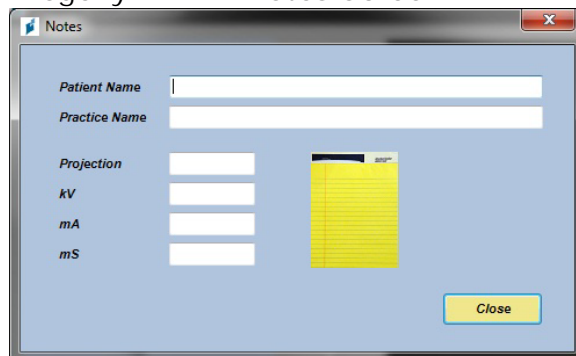 Notes
Patient Name
Practice Name
Projection
kV
mA
mS
Close